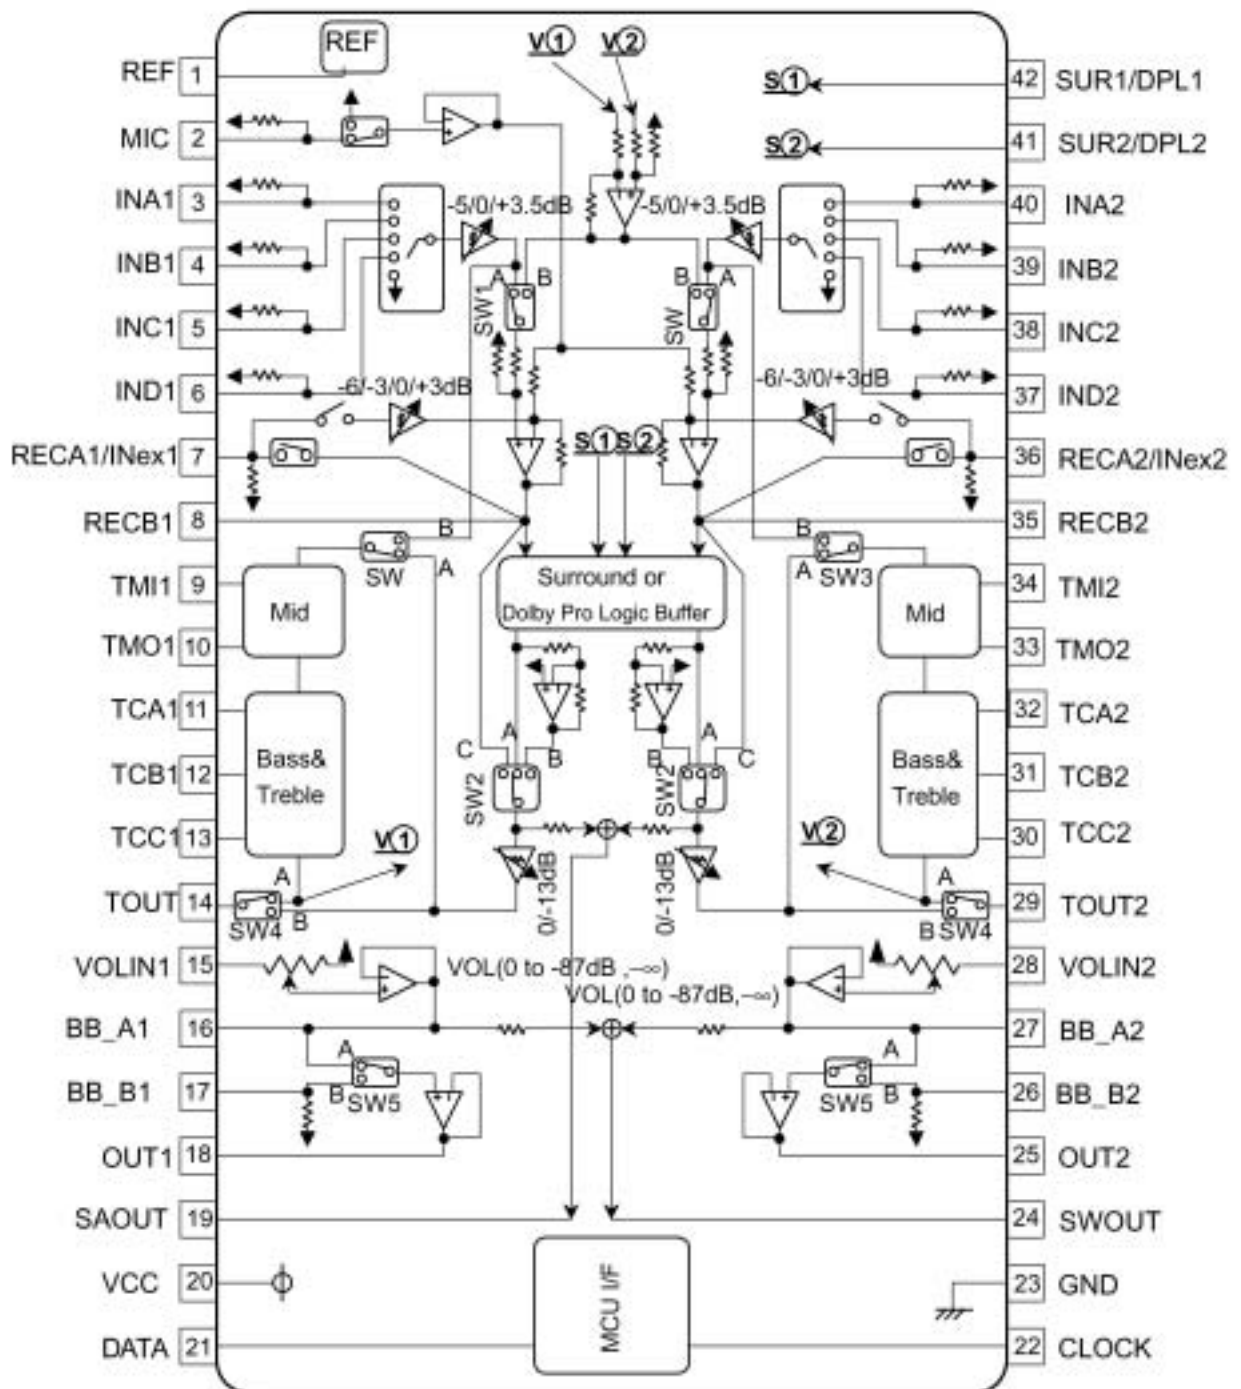 REF
V① V②
REF 1
42 SUR1/DPL1
S①
MIC 2
41 SUR2/DPL2
S②
INA1 3
40 INA2
-5/0/+3.5dB
-5/0/+3.5dB
INB1 4
39 INB2
A B
B A
SW1
SW
INC1 5
38 INC2
IND1 6
37 IND2
-6/-3/0/+3dB
-6/-3/0/+3dB
S① S②
RECA1/INex1 7
36 RECA2/INex2
RECB1 8
35 RECB2
B
B
A
A
SW
SW3
Surround or
Dolby Pro Logic Buffer
TMI1 9
34 TMI2
Mid
Mid
TMO1 10
33 TMO2
TCA1 11
32 TCA2
A
A
C
B
B
C
Bass&
Treble
Bass&
Treble
TCB1 12
31 TCB2
SW2
SW2
TCC1 13
30 TCC2
V①
V②
0/-13dB
0/-13dB
A
A
TOUT 14
29 TOUT2
B
B
SW4
SW4
VOLIN1 15
28 VOLIN2
VOL(0 to -87dB ,-∞)
VOL(0 to -87dB,-∞)
BB_A1 16
27 BB_A2
A
A
BB_B1 17
26 BB_B2
B
B
SW5
SW5
OUT1 18
25 OUT2
SAOUT 19
24 SWOUT
VCC 20
23 GND
MCU I/F
DATA 21
22 CLOCK